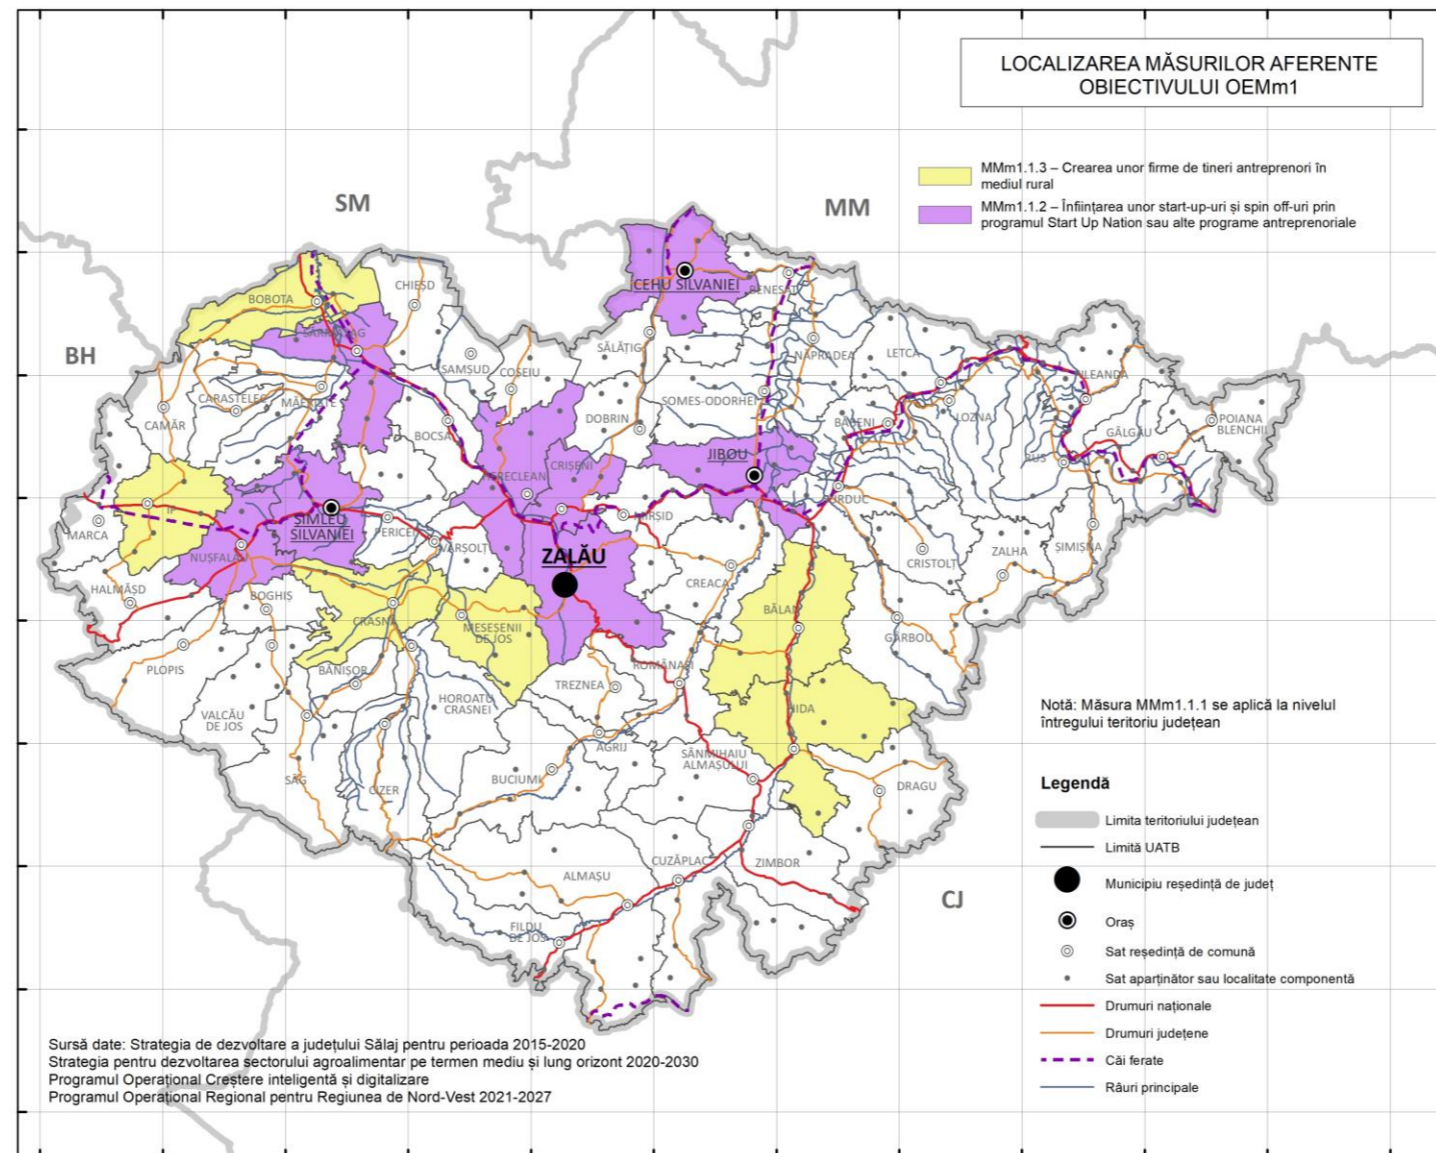 LOCALIZAREA MĂSURILOR AFERENTE
OBIECTIVULUI OEMm1
MMm1.1.3 – Crearea unor firme de tineri antreprenori în
mediul rural
MMm1.1.2 – Înființarea unor start-up-uri și spin off-uri prin
programul Start Up Nation sau alte programe antreprenoriale
SM
MM
BH
CJ
CEHU SILVANIEI
BENESAT
BOBOTA
CHIEȘD
SĂRMĂȘAG
SĂLĂȚIG
NĂPRADEA
LETCA
ILEANDA
SAMȘUD
COȘEIU
CARASTELEC
MĂERIȘTE
SOMEȘ-ODORHEI
CAMĂR
DOBRIN
BĂBENI
LOZNA
POIANA
BLENCHII
BOCȘA
GÂLGĂU
CRIȘENI
HERECLEAN
JIBOU
RUS
IP
SURDUC
MIRȘID
MARCA
ȘIMLEU
SILVANIEI
PERICEI
NUȘFALĂU
VÂRȘOLȚ
ZALĂU
CRISTOLȚ
ZALHA
ȘIMIȘNA
CREACA
HALMĂȘD
BOGHIȘ
CRASNA
MESEȘENII
DE JOS
BĂLAN
GÂRBOU
PLOPIȘ
BĂNIȘOR
ROMÂNAȘI
TREZNEA
HOROATU
CRASNEI
VALCĂU
DE JOS
HIDA
AGRIJ
SÂNMIHAIU
ALMAȘULUI
SÂG
CIZER
BUCIUMI
DRAGU
CUZĂPLAC
ZIMBOR
ALMAȘU
FILDU
DE JOS
Notă: Măsura MMm1.1.1 se aplică la nivelul
întregului teritoriu județean
Legendă
Limita teritoriului județean
Limită UATB
Municipiu reședință de județ
Oraș
Sat reședință de comună
Sat aparținător sau localitate componentă
Drumuri naționale
Drumuri județene
Căi ferate
Râuri principale
Sursă date: Strategia de dezvoltare a județului Sălaj pentru perioada 2015-2020
Strategia pentru dezvoltarea sectorului agroalimentar pe termen mediu și lung orizont 2020-2030
Programul Operațional Creștere inteligentă și digitalizare
Programul Operațional Regional pentru Regiunea de Nord-Vest 2021-2027